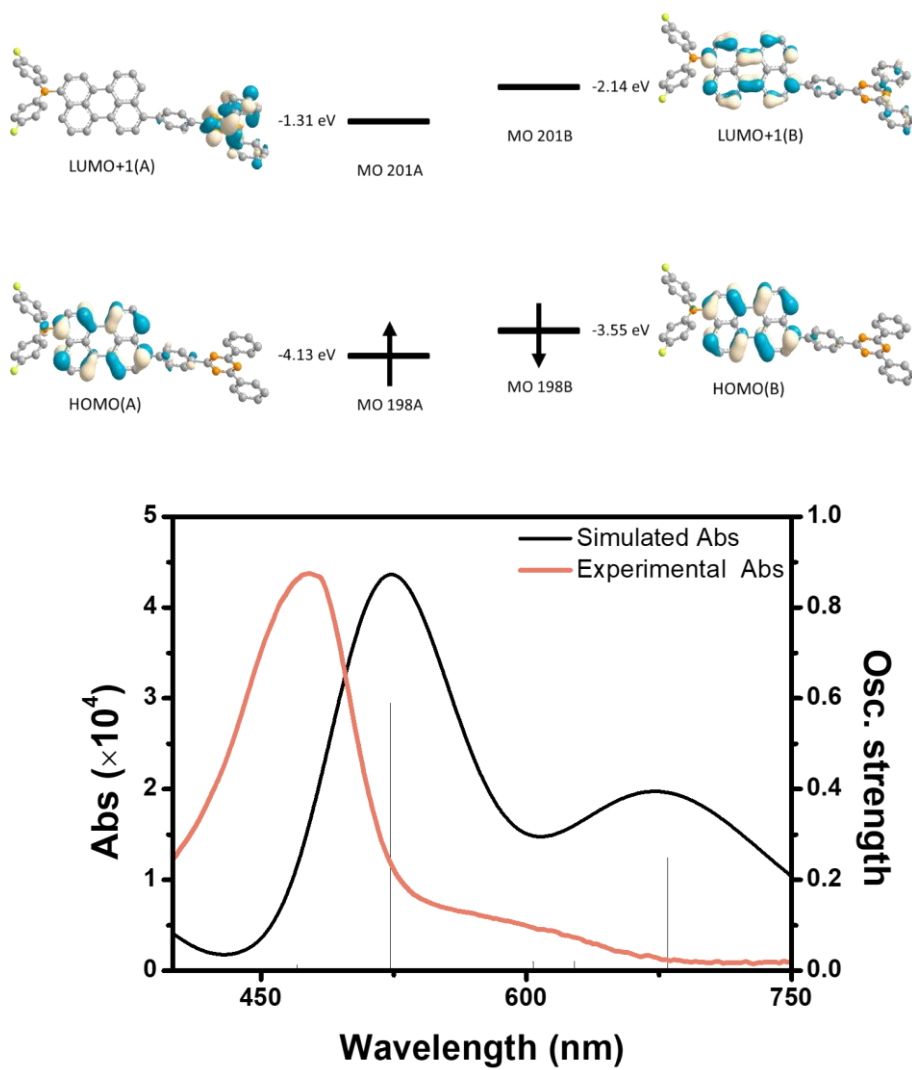 -1.31 eV
-2.14 eV
MO 201B
LUMO+1(A)
MO 201A
LUMO+1(B)
-4.13 eV
-3.55 eV
HOMO(A)
MO 198A
MO 198B
HOMO(B)
5
4
3
2
1
0
Abs (×10⁴)
Simulated Abs
Experimental Abs
1.0
0.8
0.6
0.4
0.2
0.0
Osc. strength
450
600
750
Wavelength (nm)